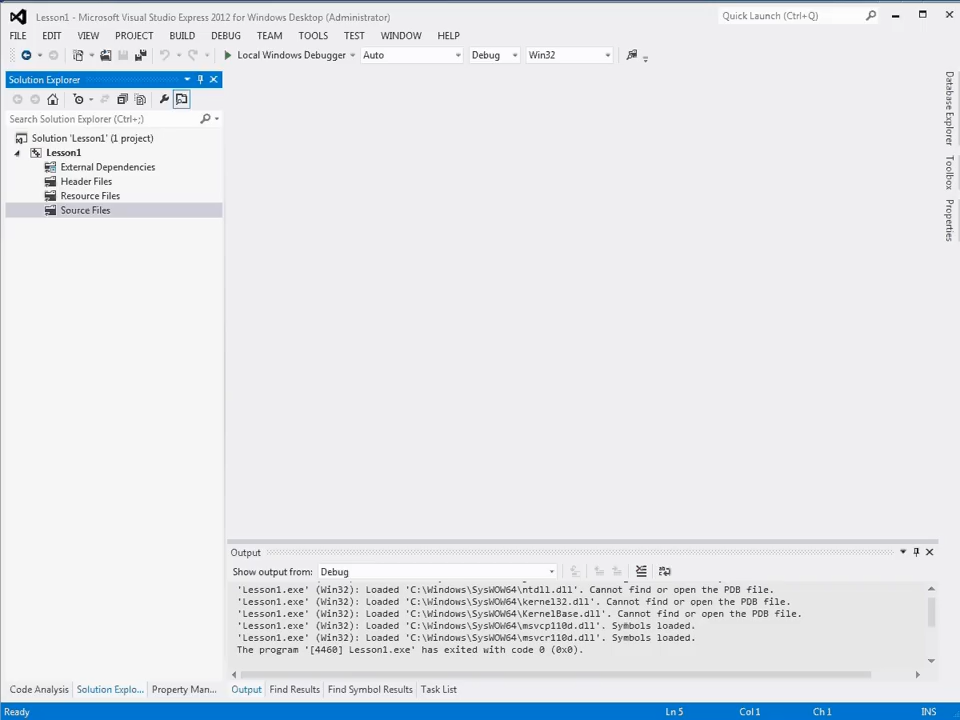 Lesson1 - Microsoft Visual Studio Express 2012 for Windows Desktop (Administrator)
Quick Launch (Ctrl+Q)
FILE EDIT VIEW PROJECT BUILD DEBUG TEAM TOOLS TEST WINDOW HELP
Local Windows Debugger Auto Debug Win32
Solution Explorer
Search Solution Explorer (Ctrl+;)
Solution 'Lesson1' (1 project)
Lesson1
External Dependencies
Header Files
Resource Files
Source Files
Database Explorer
Toolbox
Properties
Output
Show output from: Debug
'Lesson1.exe' (Win32): Loaded 'C:\Windows\SysWOW64\ntdll.dll'. Cannot find or open the PDB file.
'Lesson1.exe' (Win32): Loaded 'C:\Windows\SysWOW64\kernel32.dll'. Cannot find or open the PDB file.
'Lesson1.exe' (Win32): Loaded 'C:\Windows\SysWOW64\KernelBase.dll'. Cannot find or open the PDB file.
'Lesson1.exe' (Win32): Loaded 'C:\Windows\SysWOW64\msvcp110d.dll'. Symbols loaded.
'Lesson1.exe' (Win32): Loaded 'C:\Windows\SysWOW64\msvcr110d.dll'. Symbols loaded.
The program '[4460] Lesson1.exe' has exited with code 0 (0x0).
Code Analysis Solution Explo... Property Man... Output Find Results Find Symbol Results Task List
Ready Ln 5 Col 1 Ch 1 INS